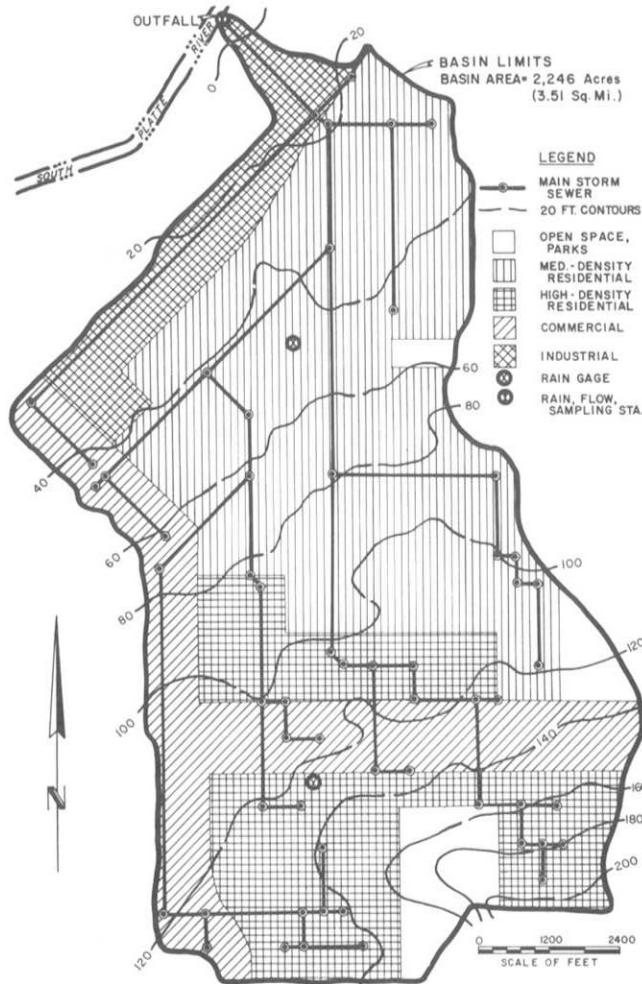 OUTFALL
SOUTH PLATTE RIVER
0
20
BASIN LIMITS
BASIN AREA= 2,246 Acres
(3.51 Sq. Mi.)
LEGEND
MAIN STORM
SEWER
20 FT. CONTOURS
OPEN SPACE,
PARKS
MED.-DENSITY
RESIDENTIAL
HIGH-DENSITY
RESIDENTIAL
COMMERCIAL
INDUSTRIAL
RAIN GAGE
RAIN, FLOW,
SAMPLING STA.
20
60
80
40
60
80
100
120
100
140
160
180
200
120
N
0 1200 2400
SCALE OF FEET